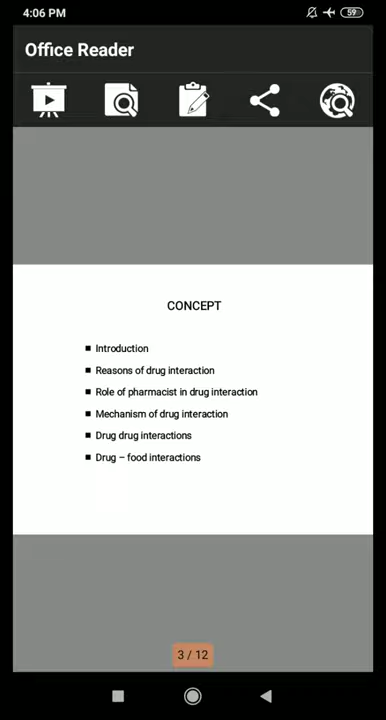 4:06 PM
59
Office Reader
CONCEPT
■ Introduction
■ Reasons of drug interaction
■ Role of pharmacist in drug interaction
■ Mechanism of drug interaction
■ Drug drug interactions
■ Drug – food interactions
3 / 12